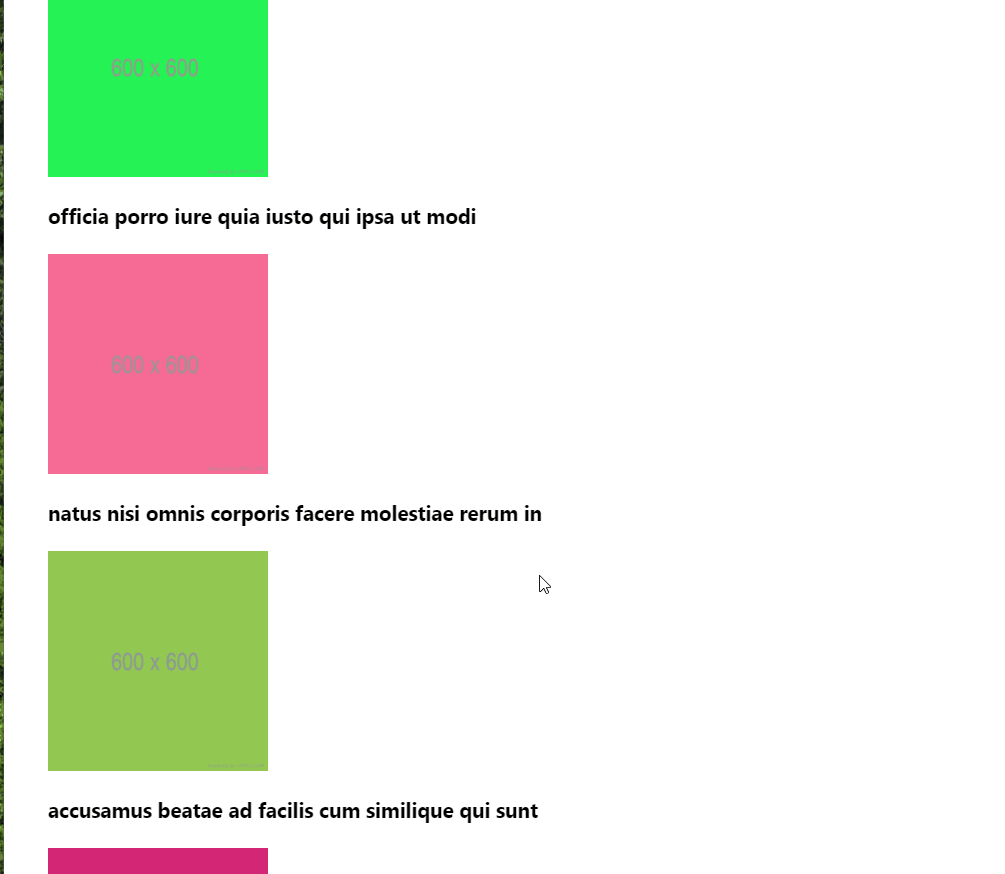 600 x 600
officia porro iure quia iusto qui ipsa ut modi
600 x 600
natus nisi omnis corporis facere molestiae rerum in
600 x 600
accusamus beatae ad facilis cum similique qui sunt